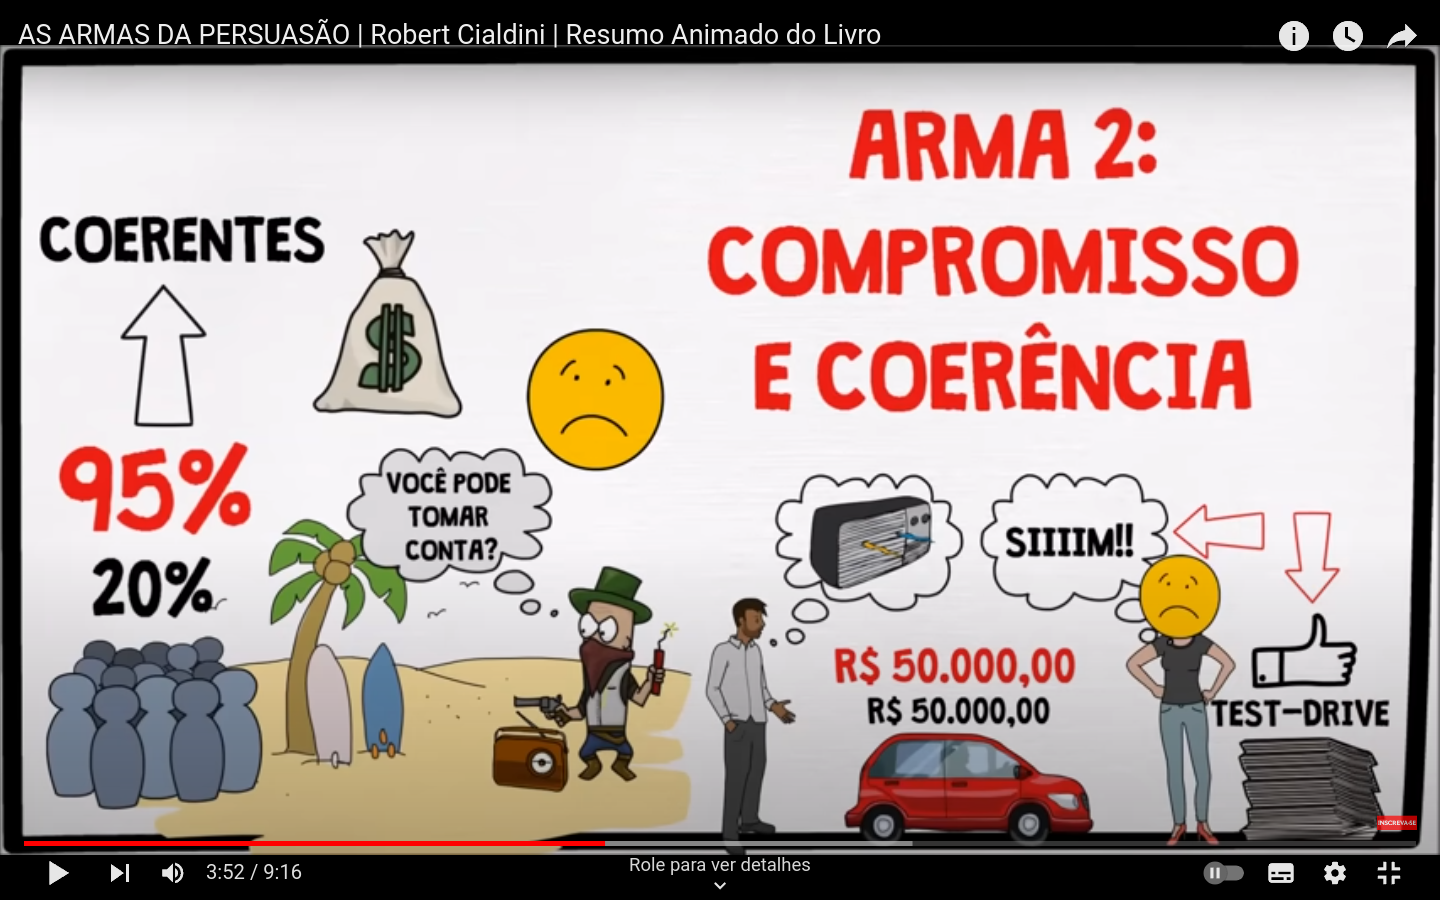 AS ARMAS DA PERSUASÃO | Robert Cialdini | Resumo Animado do Livro
ARMA 2:
COMPROMISSO
E COERÊNCIA
COERENTES
95%
20%
VOCÊ PODE
TOMAR
CONTA?
SIIIIM!!
R$ 50.000,00
R$ 50.000,00
TEST-DRIVE
INSCREVA-SE
3:52 / 9:16
Role para ver detalhes